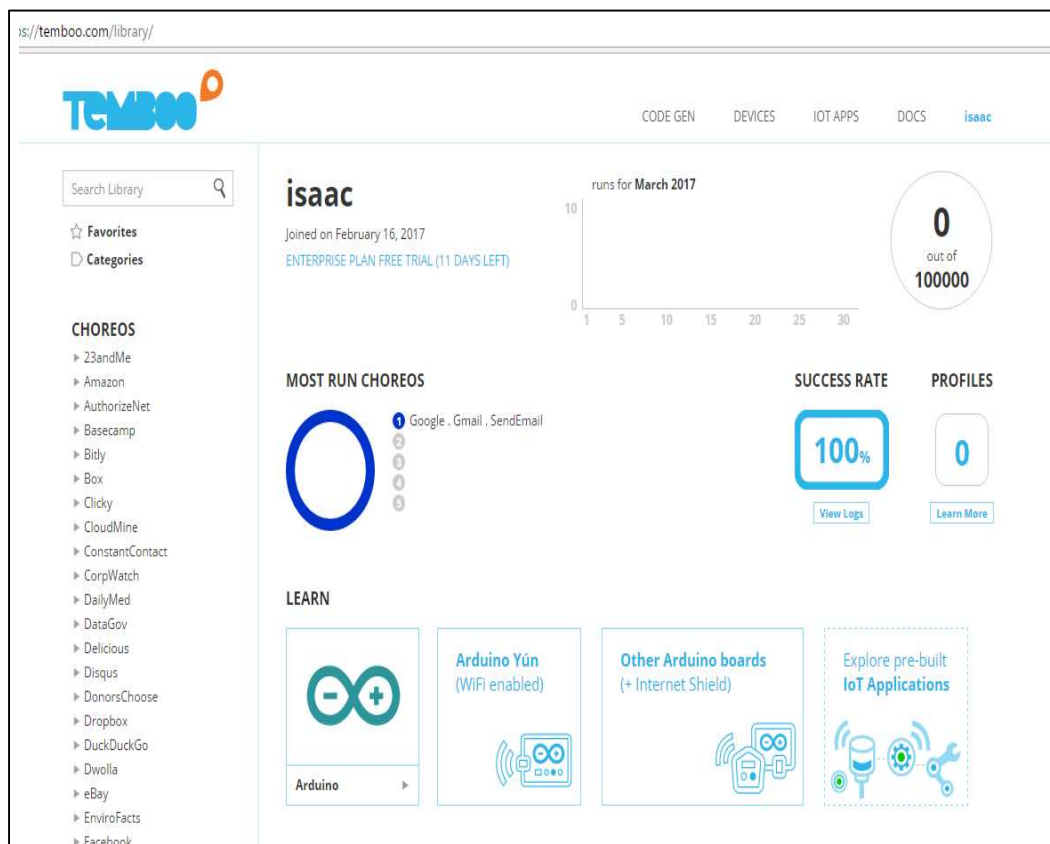 s://temboo.com/library/
TEMBOO
CODE GEN DEVICES IOT APPS DOCS isaac
Search Library
Favorites
Categories
CHOREOS
23andMe
Amazon
AuthorizeNet
Basecamp
Bitly
Box
Clicky
CloudMine
ConstantContact
CorpWatch
DailyMed
DataGov
Delicious
Disqus
DonorsChoose
Dropbox
DuckDuckGo
Dwolla
eBay
EnviroFacts
Facebook
isaac
Joined on February 16, 2017
ENTERPRISE PLAN FREE TRIAL (11 DAYS LEFT)
runs for March 2017
10
0
1 5 10 15 20 25 30
0
out of
100000
MOST RUN CHOREOS
1 Google . Gmail . SendEmail
2
3
4
5
SUCCESS RATE
100%
View Logs
PROFILES
0
Learn More
LEARN
Arduino
Arduino Yún
(WiFi enabled)
Other Arduino boards
(+ Internet Shield)
Explore pre-built
IoT Applications